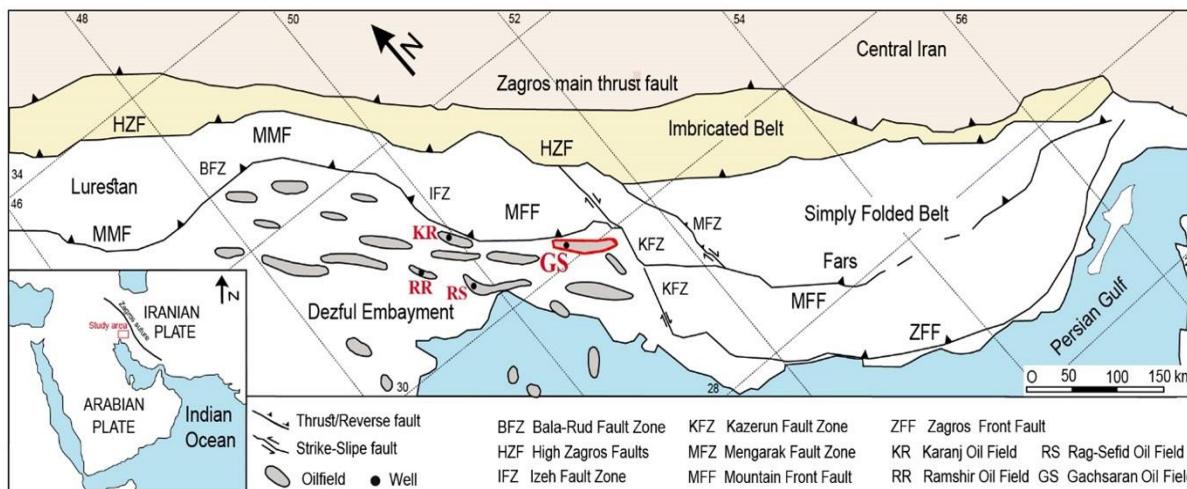 48
50
52
54
56
N
Central Iran
Zagros main thrust fault
HZF
MMF
HZF
Imbricated Belt
BFZ
34
Lurestan
46
IFZ
MFF
MFZ
Simply Folded Belt
MMF
KR
GS
KFZ
Fars
RR
RS
KFZ
MFF
Dezful Embayment
ZFF
Persian Gulf
30
28
O 50 100 150 km
N
IRANIAN
PLATE
Zagros suture
Study area
ARABIAN
PLATE
Indian
Ocean
Thrust/Reverse fault
Strike-Slipe fault
Oilfield
Well
BFZ Bala-Rud Fault Zone
HZF High Zagros Faults
IFZ Izeh Fault Zone
KFZ Kazerun Fault Zone
MFZ Mengarak Fault Zone
MFF Mountain Front Fault
ZFF Zagros Front Fault
KR Karanj Oil Field RS Rag-Sefid Oil Field
RR Ramshir Oil Field GS Gachsaran Oil Field